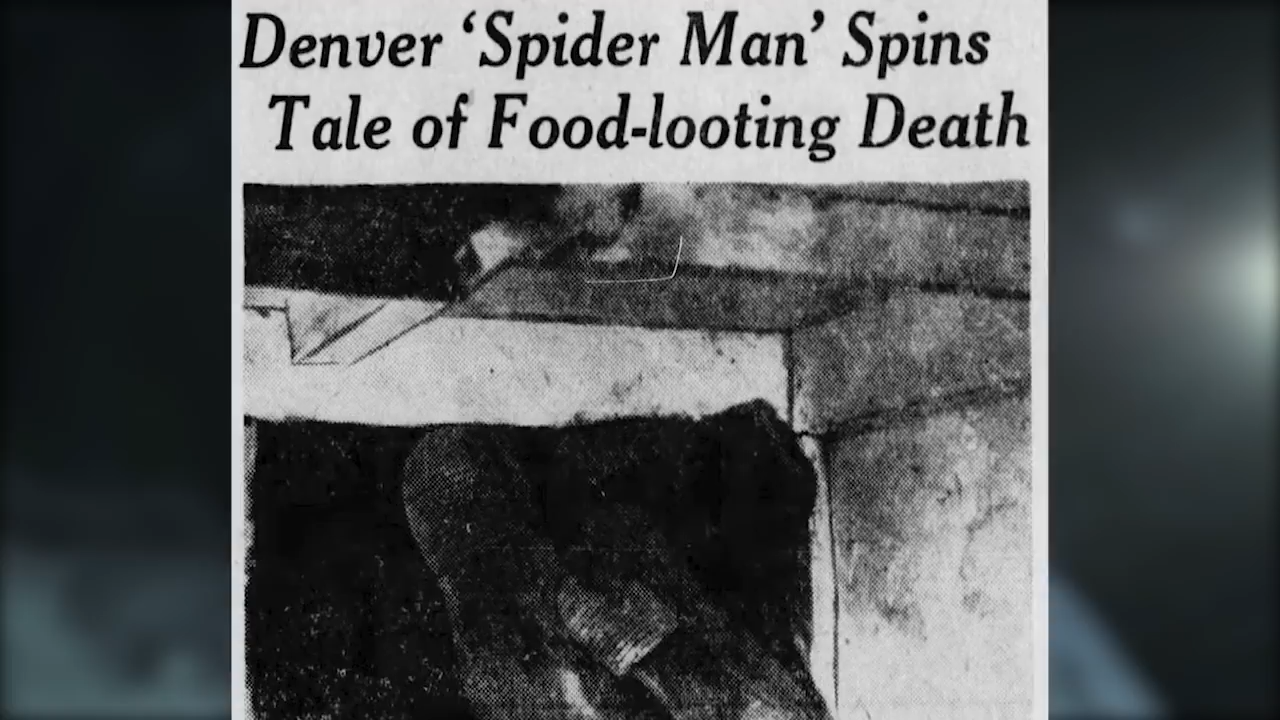 Denver ‘Spider Man’ Spins
Tale of Food-looting Death